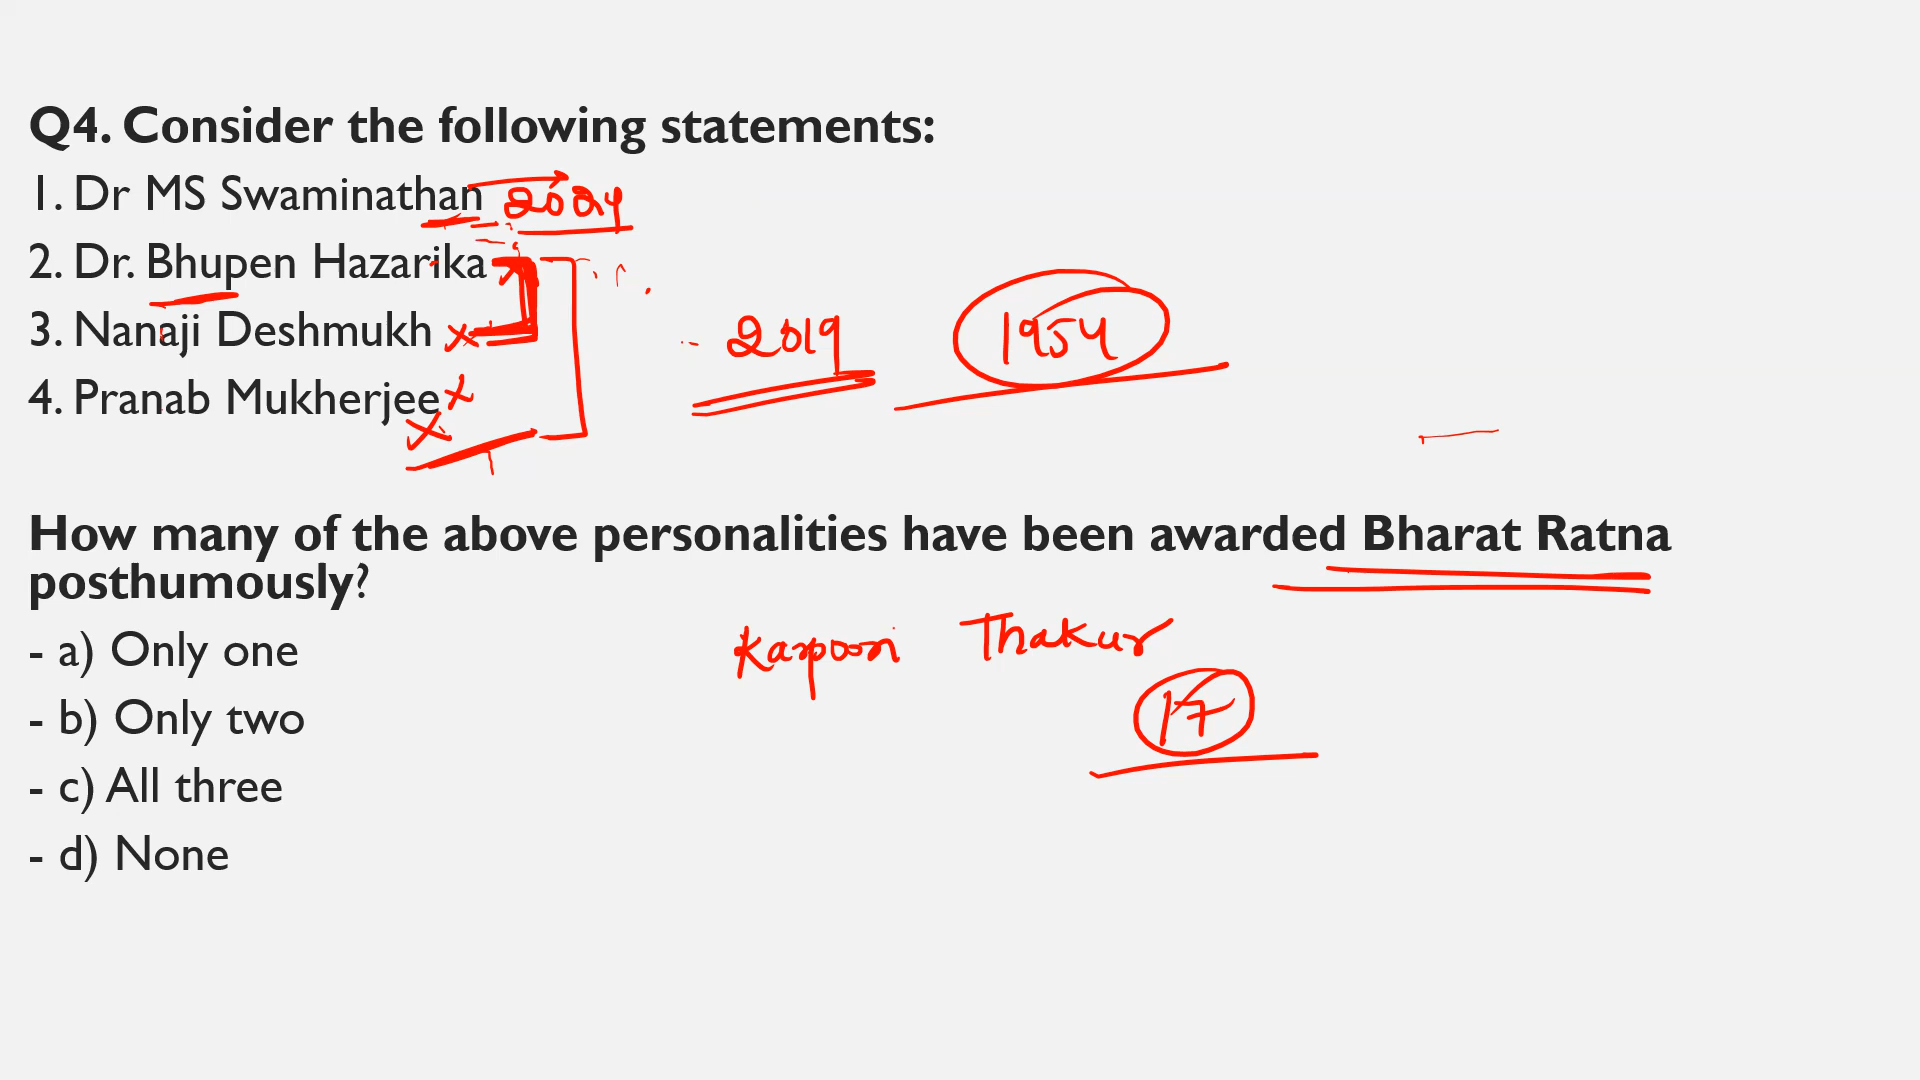 Q4. Consider the following statements:
1. Dr MS Swaminathan 2024
2. Dr. Bhupen Hazarika
3. Nanaji Deshmukh x 2019 1954
4. Pranab Mukherjee x
x
How many of the above personalities have been awarded Bharat Ratna
posthumously?
- a) Only one Karpoori Thakur
- b) Only two 17
- c) All three
- d) None